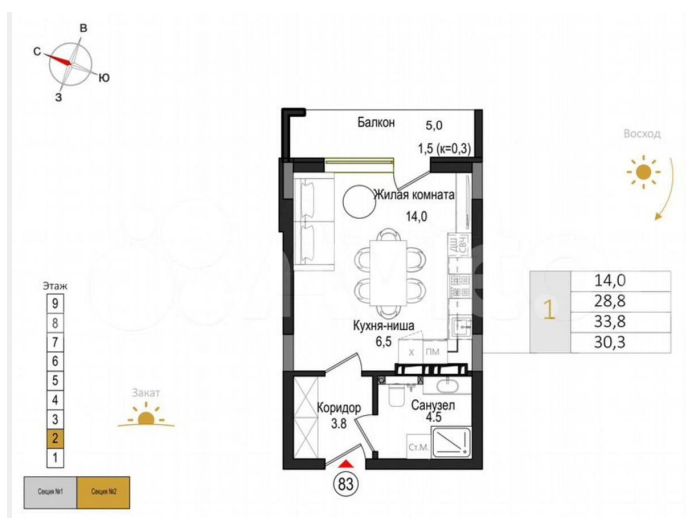 В
С
Ю
З
Балкон
5,0
1,5 (к=0,3)
Восход
Жилая комната
14,0
ДШ
СВЧ
Этаж
9
8
7
6
5
4
3
2
1
1
14,0
28,8
33,8
30,3
Кухня-ниша
6,5
Х
ПМ
Закат
Коридор
3.8
Санузел
4.5
Ст.М.
83
Секция №1
Секция №2